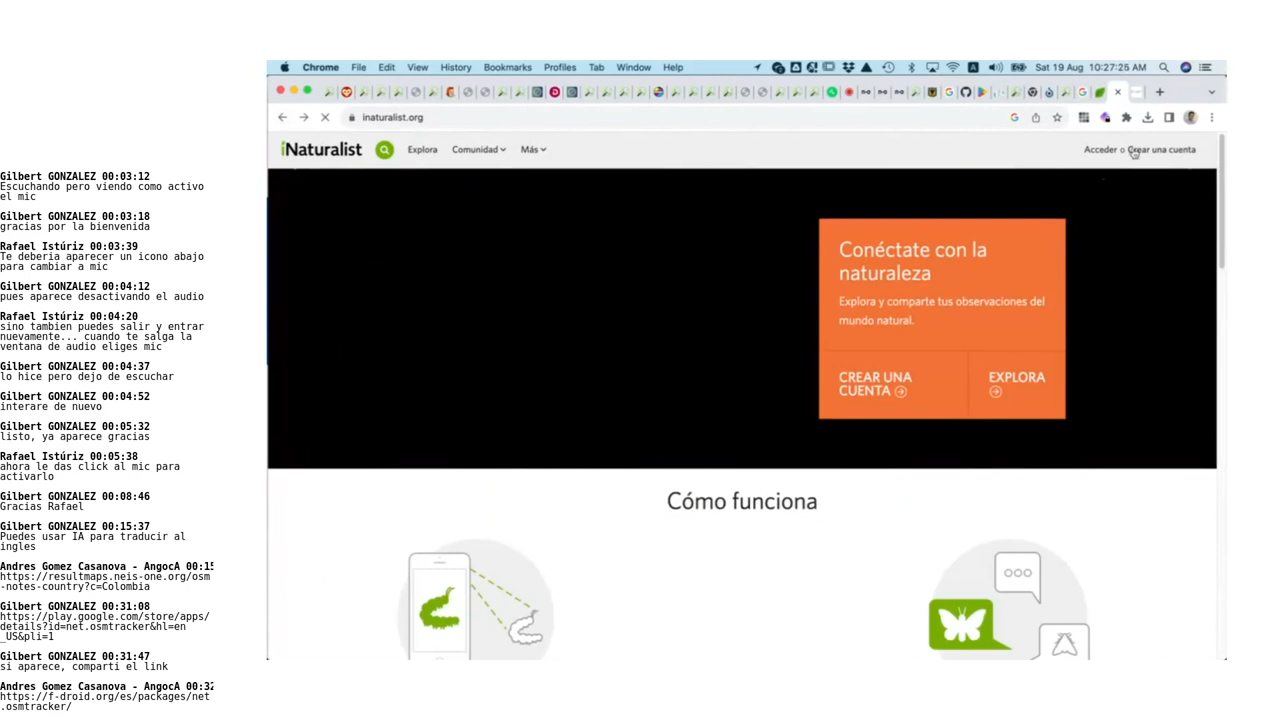 Chrome File Edit View History Bookmarks Profiles Tab Window Help
Sat 19 Aug 10:27:25 AM
inaturalist.org
iNaturalist
Explora Comunidad Más
Acceder o Crear una cuenta
Conéctate con la
naturaleza
Explora y comparte tus observaciones del
mundo natural.
CREAR UNA
CUENTA
EXPLORA
Cómo funciona
Gilbert GONZALEZ 00:03:12
Escuchando pero viendo como activo
el mic
Gilbert GONZALEZ 00:03:18
gracias por la bienvenida
Rafael Istúriz 00:03:39
Te deberia aparecer un icono abajo
para cambiar a mic
Gilbert GONZALEZ 00:04:12
pues aparece desactivando el audio
Rafael Istúriz 00:04:20
sino tambien puedes salir y entrar
nuevamente... cuando te salga la
ventana de audio eliges mic
Gilbert GONZALEZ 00:04:37
lo hice pero dejo de escuchar
Gilbert GONZALEZ 00:04:52
interare de nuevo
Gilbert GONZALEZ 00:05:32
listo, ya aparece gracias
Rafael Istúriz 00:05:38
ahora le das click al mic para
activarlo
Gilbert GONZALEZ 00:08:46
Gracias Rafael
Gilbert GONZALEZ 00:15:37
Puedes usar IA para traducir al
ingles
Andres Gomez Casanova - AngocA 00:15
https://resultmaps.neis-one.org/osm
-notes-country?c=Colombia
Gilbert GONZALEZ 00:31:08
https://play.google.com/store/apps/
details?id=net.osmtracker&hl=en
_US&pli=1
Gilbert GONZALEZ 00:31:47
si aparece, comparti el link
Andres Gomez Casanova - AngocA 00:32
https://f-droid.org/es/packages/net
.osmtracker/